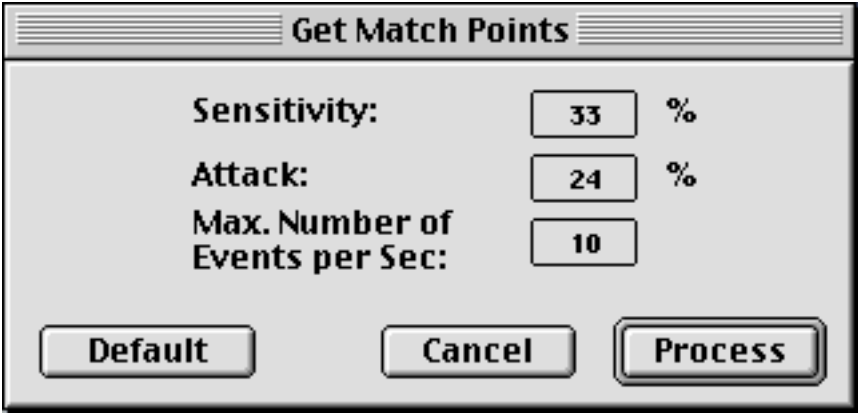 Get Match Points
Sensitivity: 33 %
Attack: 24 %
Max. Number of
Events per Sec: 10
Default Cancel Process